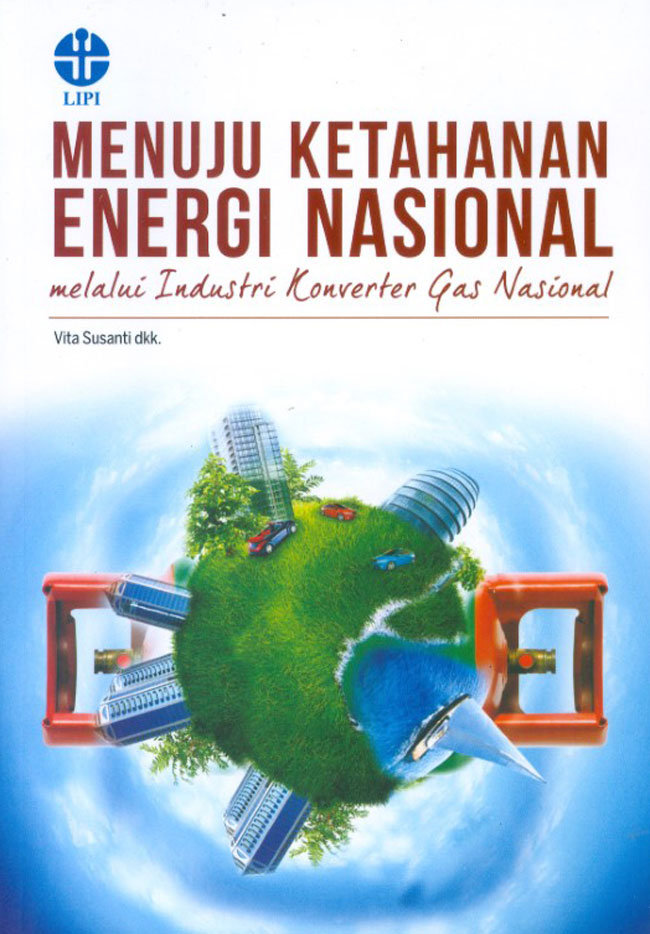 LIPI
MENUJU KETAHANAN
ENERGI NASIONAL
melalui Industri Konverter Gas Nasional
Vita Susanti dkk.